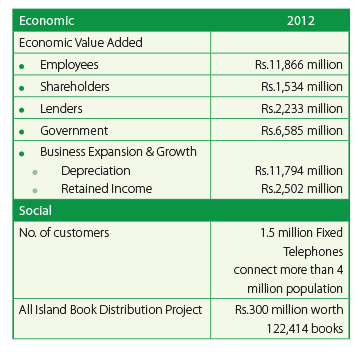 Economic 2012
Economic Value Added
• Employees Rs.11,866 million
• Shareholders Rs.1,534 million
• Lenders Rs.2,233 million
• Government Rs.6,585 million
• Business Expansion & Growth
• Depreciation Rs.11,794 million
• Retained Income Rs.2,502 million
Social
No. of customers 1.5 million Fixed
Telephones
connect more than 4
million population
All Island Book Distribution Project Rs.300 million worth
122,414 books